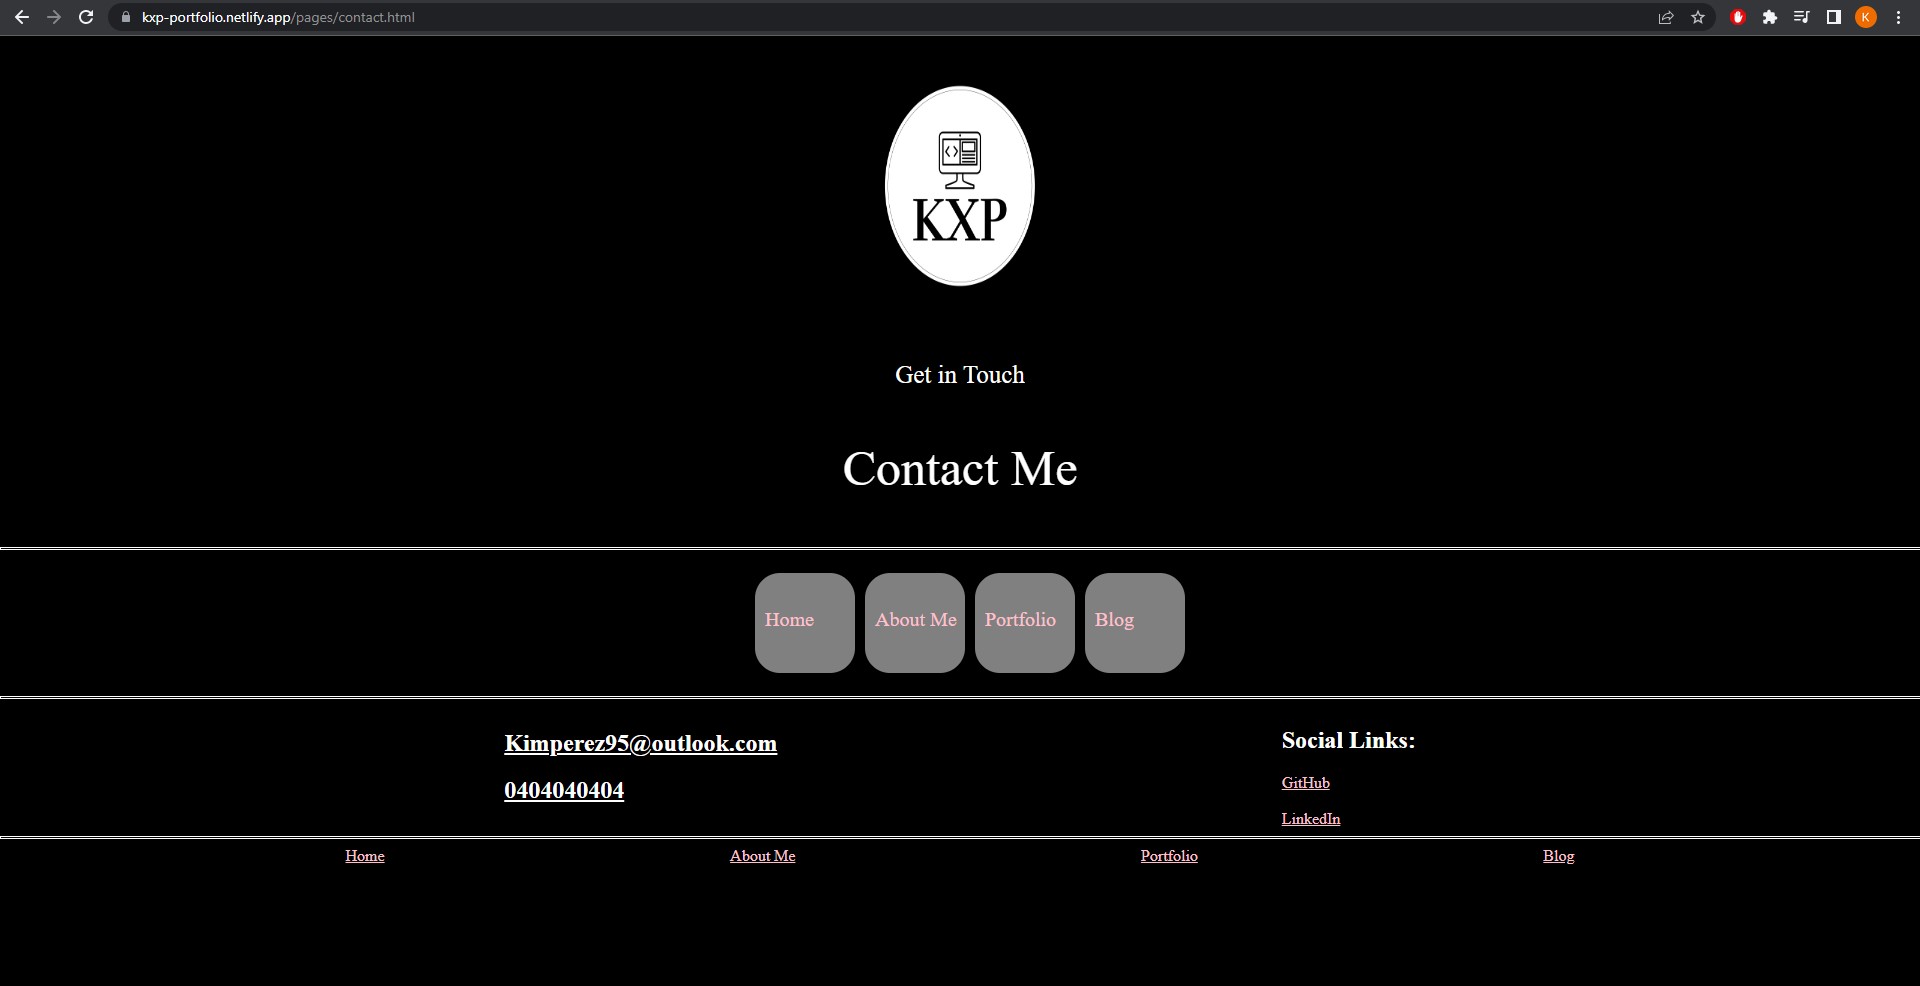 kxp-portfolio.netlify.app/pages/contact.html
K
<>
KXP
Get in Touch
Contact Me
Home About Me Portfolio Blog
Kimperez95@outlook.com
0404040404
Social Links:
GitHub
LinkedIn
Home About Me Portfolio Blog